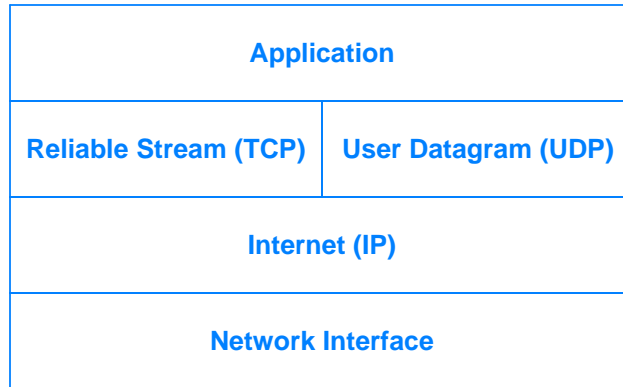 Application
Reliable Stream (TCP)
User Datagram (UDP)
Internet (IP)
Network Interface